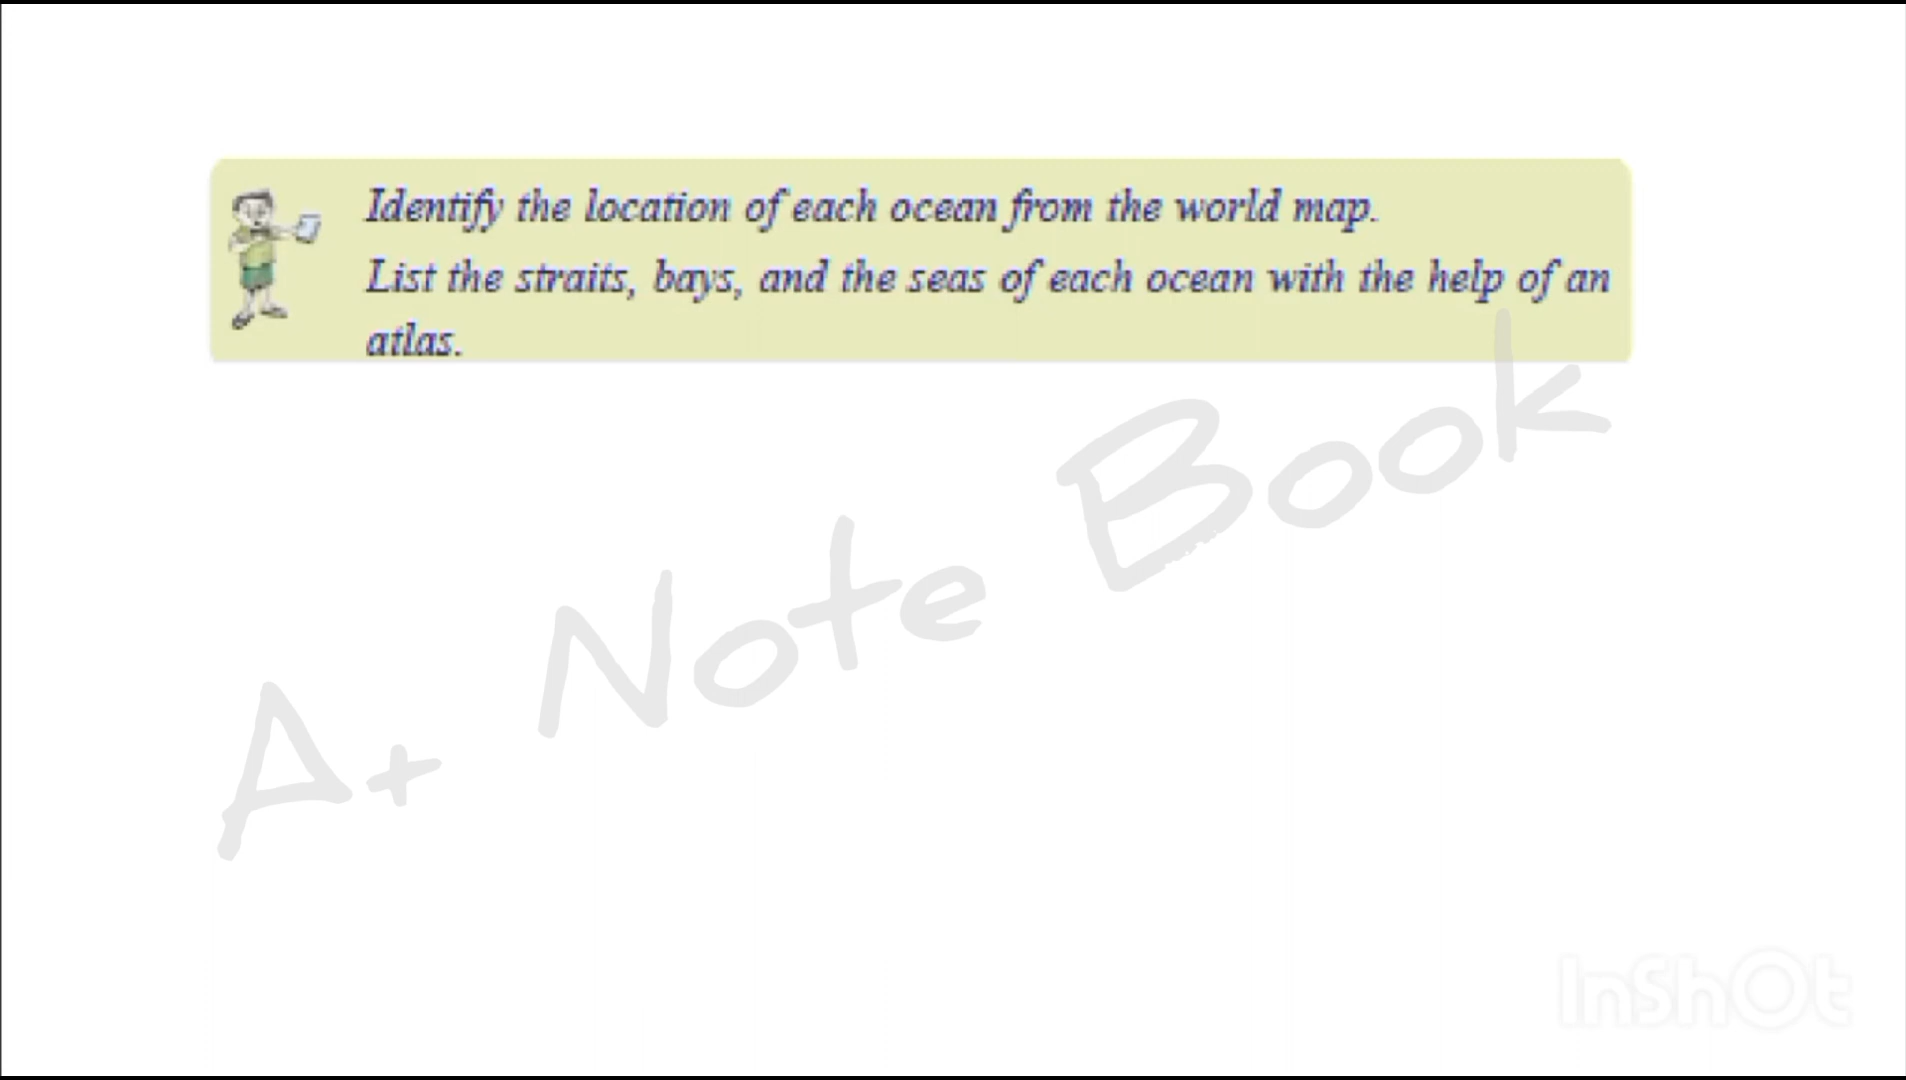 Identify the location of each ocean from the world map.
List the straits, bays, and the seas of each ocean with the help of an
atlas.
A+ Note Book
InShOt